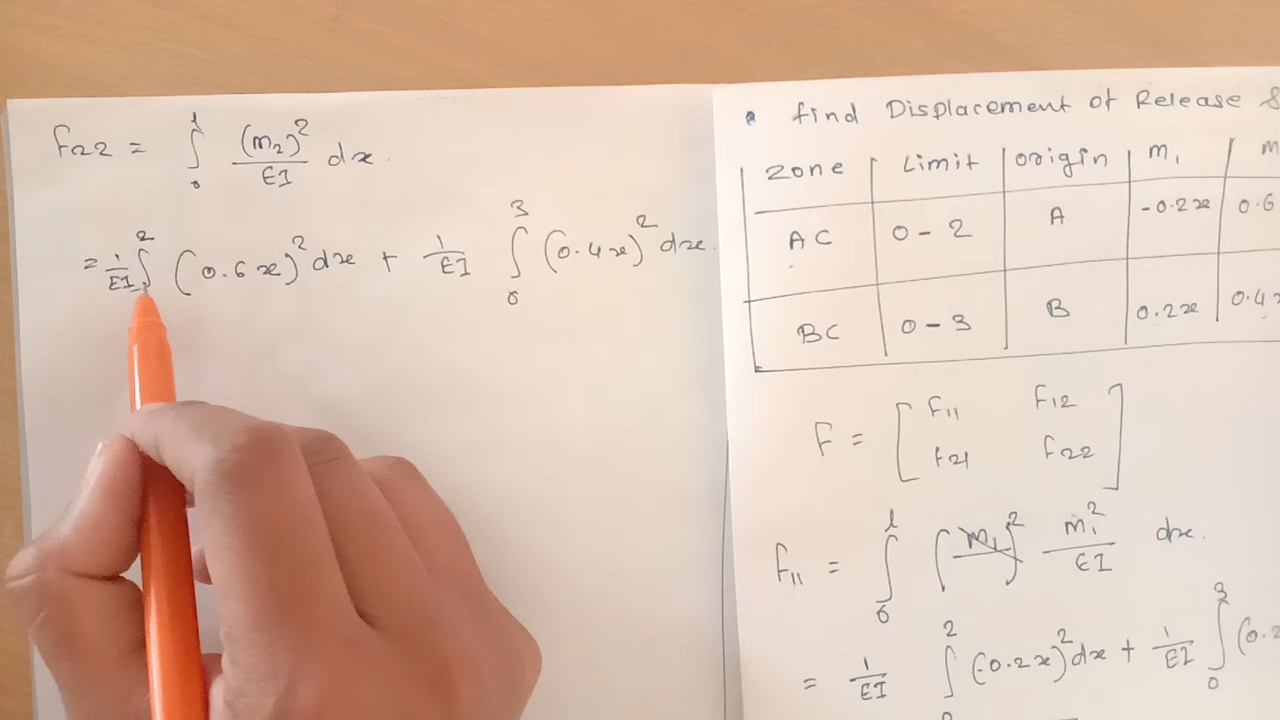 F22 = ∫₀ˡ (m2)² / EI dx.
= 1/EI ∫² (0.6x)² dx + 1/EI ∫₀³ (0.4x)² dx.
• find Displacement of Release
Zone | Limit | origin | m1 | m
AC | 0 - 2 | A | -0.2x | 0.6
BC | 0 - 3 | B | 0.2x | 0.4
F = [ F11 F12
F21 F22 ]
F11 = ∫₀ˡ m1² / EI dx.
= 1/EI ∫₀² (-0.2x)² dx + 1/EI ∫₀³ (0.2